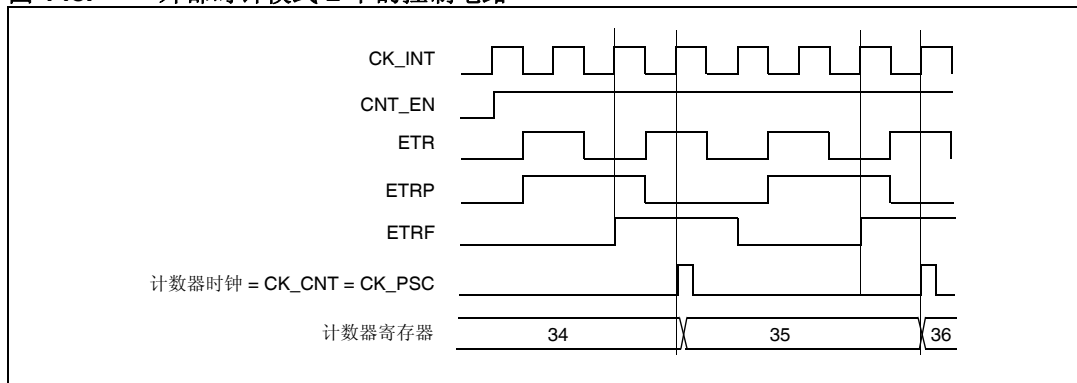 CK_INT
CNT_EN
ETR
ETRP
ETRF
计数器时钟 = CK_CNT = CK_PSC
计数器寄存器 34 35 36